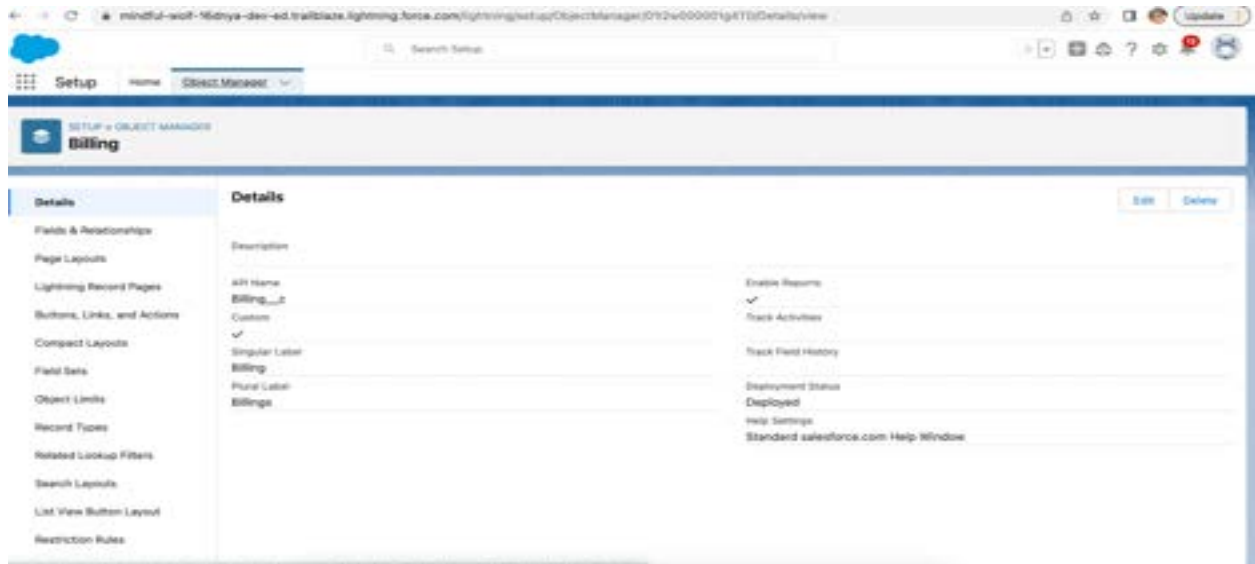 mindful-wolf-16dnya-dev-ed.trailblaze.lightning.force.com/lightning/setup/ObjectManager/
Update
Search Setup
Setup Home Object Manager
SETUP > OBJECT MANAGER
Billing
Details
Fields & Relationships
Page Layouts
Lightning Record Pages
Buttons, Links, and Actions
Compact Layouts
Field Sets
Object Limits
Record Types
Related Lookup Filters
Search Layouts
List View Button Layout
Restriction Rules
Details
Edit Delete
Description
API Name
Billing__c
Custom
Singular Label
Billing
Plural Label
Billings
Enable Reports
Track Activities
Track Field History
Deployment Status
Deployed
Help Settings
Standard salesforce.com Help Window